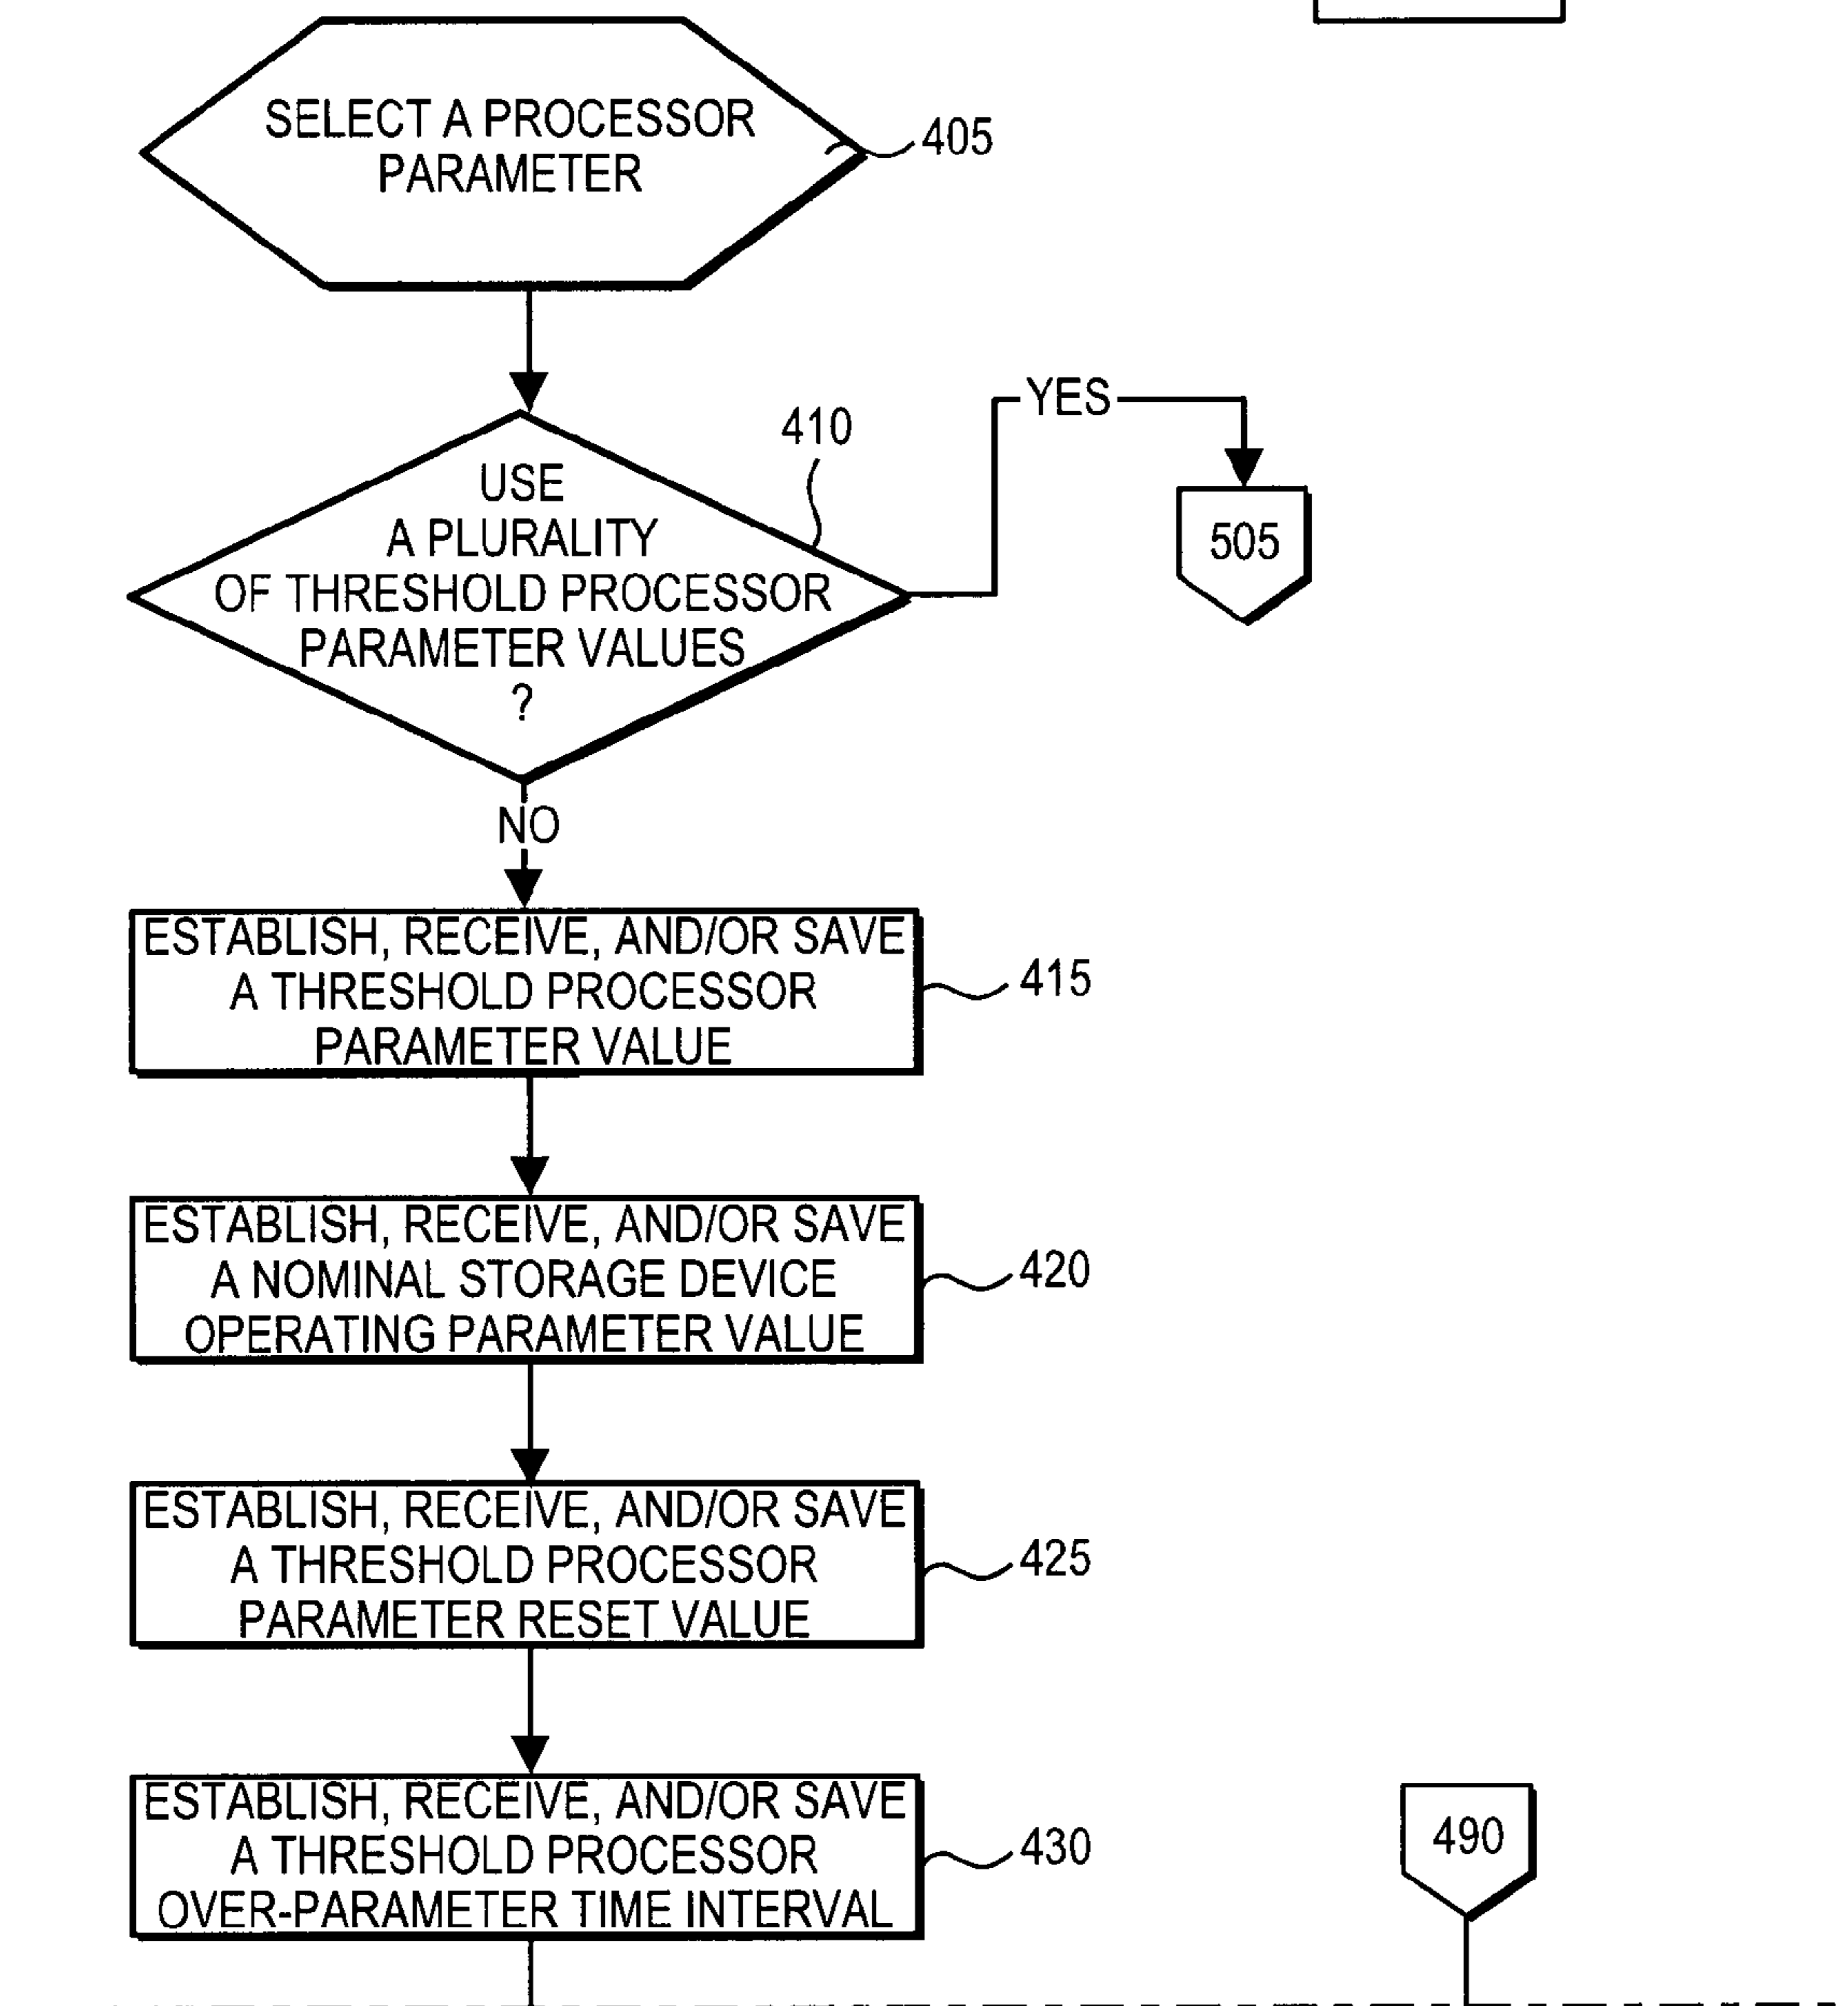 SELECT A PROCESSOR
PARAMETER
405
410
YES
505
USE
A PLURALITY
OF THRESHOLD PROCESSOR
PARAMETER VALUES
?
NO
ESTABLISH, RECEIVE, AND/OR SAVE
A THRESHOLD PROCESSOR
PARAMETER VALUE
415
ESTABLISH, RECEIVE, AND/OR SAVE
A NOMINAL STORAGE DEVICE
OPERATING PARAMETER VALUE
420
ESTABLISH, RECEIVE, AND/OR SAVE
A THRESHOLD PROCESSOR
PARAMETER RESET VALUE
425
ESTABLISH, RECEIVE, AND/OR SAVE
A THRESHOLD PROCESSOR
OVER-PARAMETER TIME INTERVAL
430
490